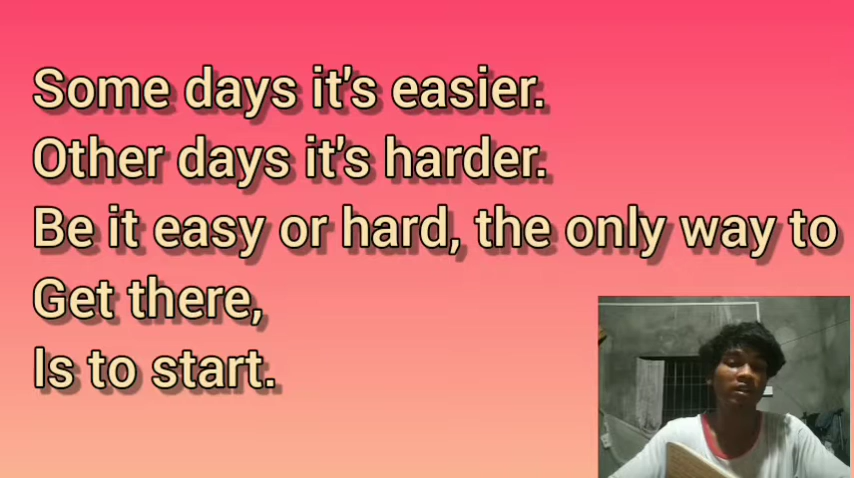 Some days it's easier.
Other days it's harder.
Be it easy or hard, the only way to
Get there,
Is to start.